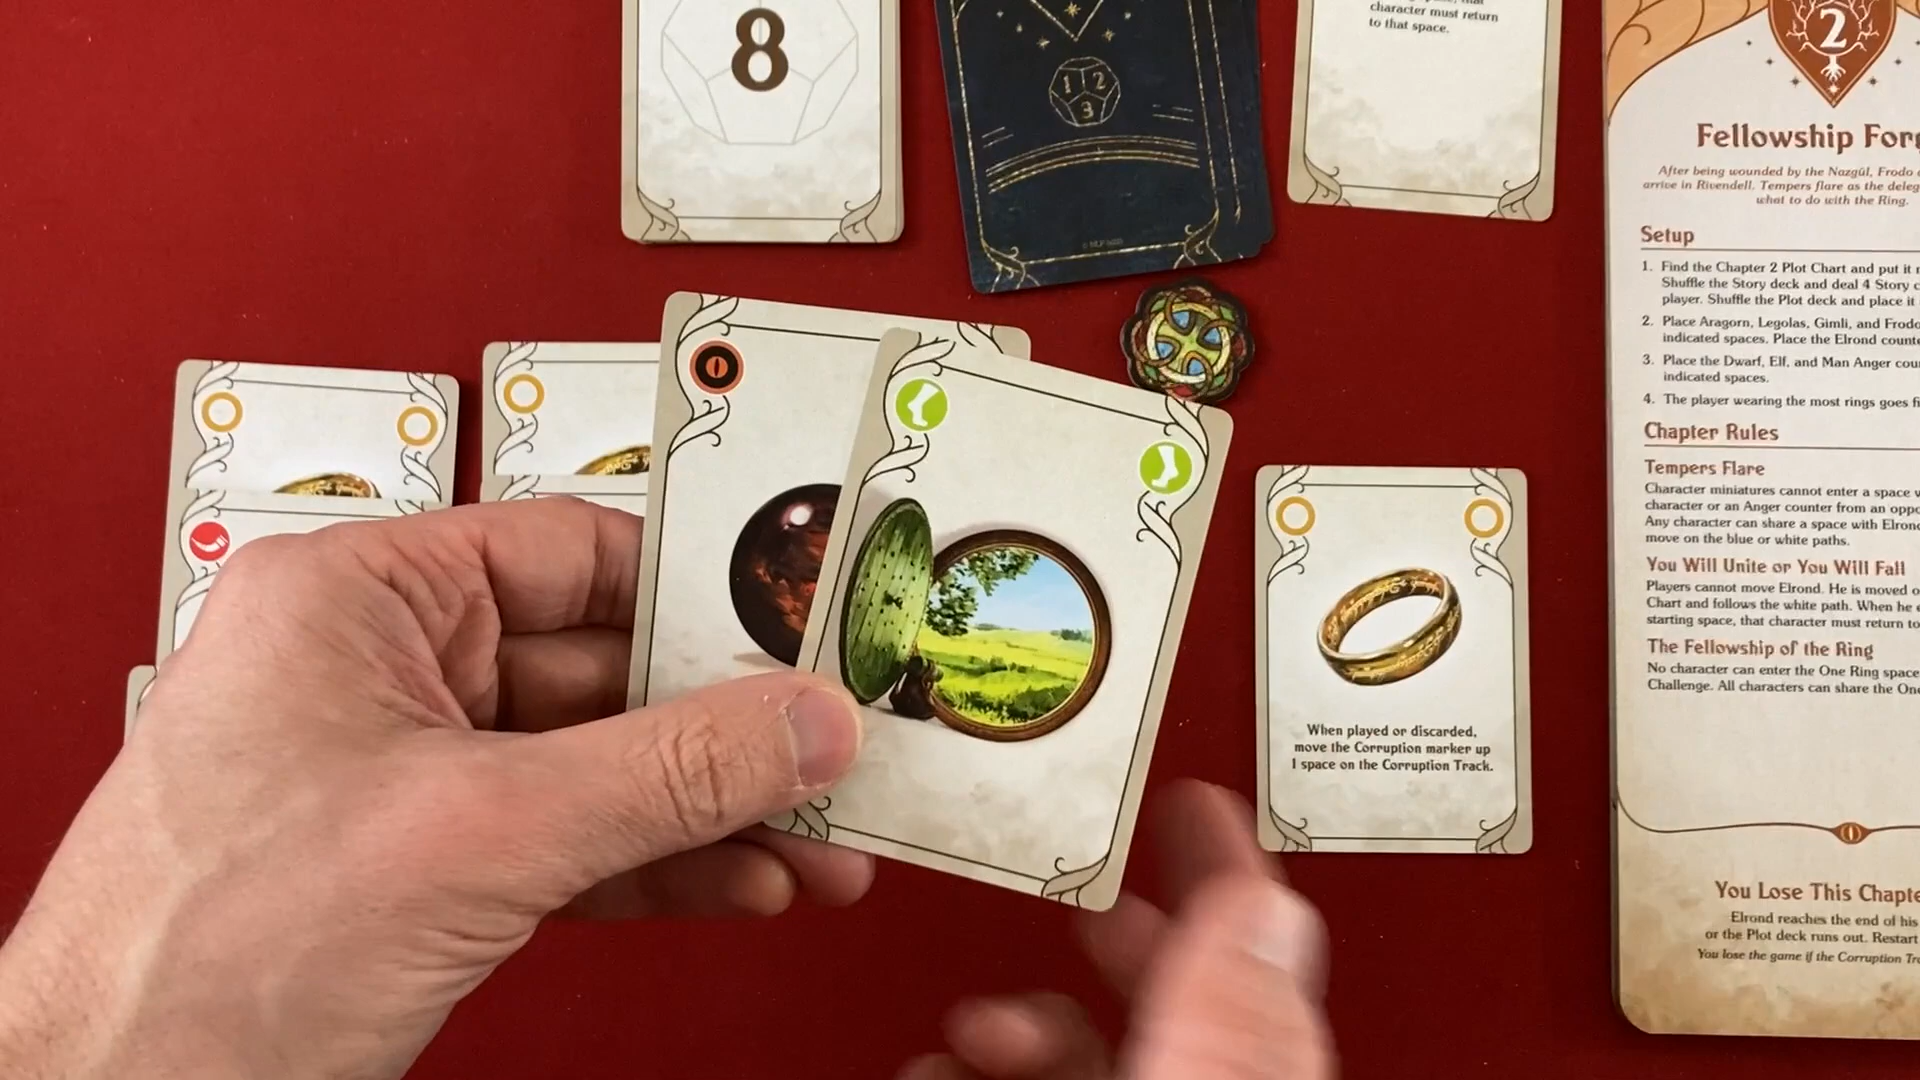 8
1 2
3
character must return
to that space.
When played or discarded,
move the Corruption marker up
1 space on the Corruption Track.
2
Fellowship
After being wounded by the Nazgûl, Frodo
arrive in Rivendell. Tempers flare as the
what to do with the Ring.
Setup
1. Find the Chapter 2 Plot Chart and put it
Shuffle the Story deck and deal 4 Story
player. Shuffle the Plot deck and place it
2. Place Aragorn, Legolas, Gimli, and Frodo
indicated spaces. Place the Elrond
3. Place the Dwarf, Elf, and Man Anger
indicated spaces.
4. The player wearing the most rings goes
Chapter Rules
Tempers Flare
Character miniatures cannot enter a space
character or an Anger counter from an
Any character can share a space with
move on the blue or white paths.
You Will Unite or You Will Fall
Players cannot move Elrond. He is moved
Chart and follows the white path. When he
starting space, that character must return to
The Fellowship of the Ring
No character can enter the One Ring space
Challenge. All characters can share the
You Lose This
Elrond reaches the end of his
or the Plot deck runs out. Restart
You lose the game if the Corruption